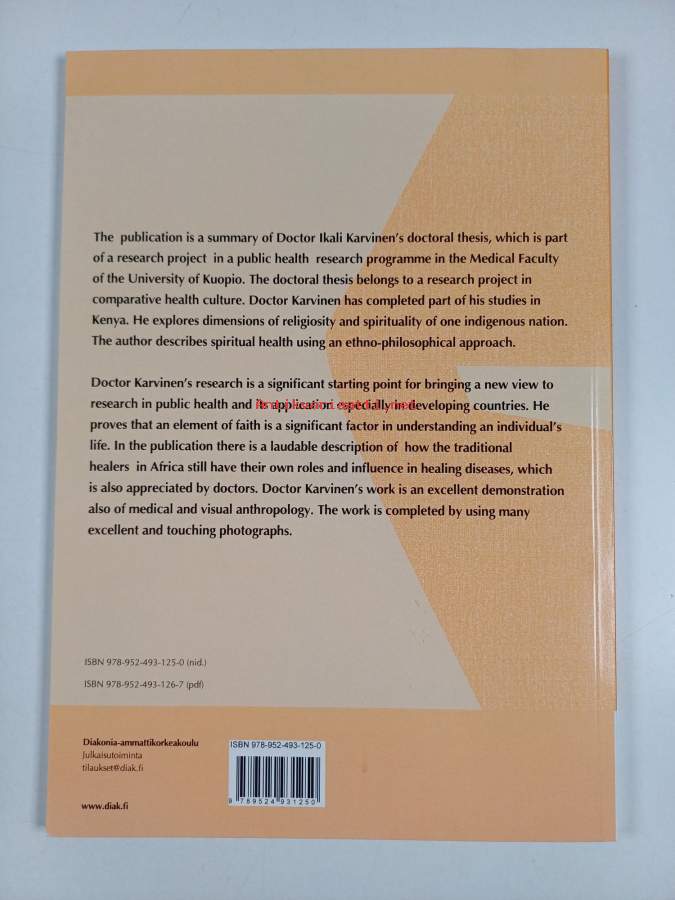 The publication is a summary of Doctor Ikali Karvinen's doctoral thesis, which is part
of a research project in a public health research programme in the Medical Faculty
of the University of Kuopio. The doctoral thesis belongs to a research project in
comparative health culture. Doctor Karvinen has completed part of his studies in
Kenya. He explores dimensions of religiosity and spirituality of one indigenous nation.
The author describes spiritual health using an ethno-philosophical approach.
Doctor Karvinen's research is a significant starting point for bringing a new view to
research in public health and its application especially in developing countries. He
proves that an element of faith is a significant factor in understanding an individual's
life. In the publication there is a laudable description of how the traditional
healers in Africa still have their own roles and influence in healing diseases, which
is also appreciated by doctors. Doctor Karvinen's work is an excellent demonstration
also of medical and visual anthropology. The work is completed by using many
excellent and touching photographs.
ISBN 978-952-493-125-0 (nid.)
ISBN 978-952-493-126-7 (pdf)
Diakonia-ammattikorkeakoulu
Julkaisutoiminta
tilaukset@diak.fi
www.diak.fi
ISBN 978-952-493-125-0
9 789524 931250